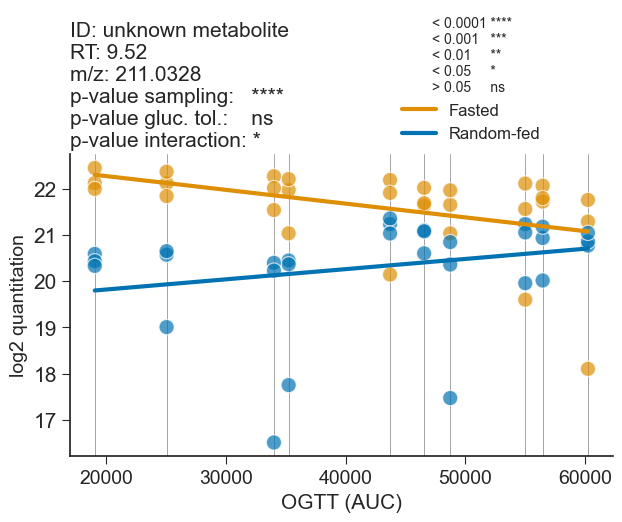 ID: unknown metabolite
RT: 9.52
m/z: 211.0328
p-value sampling: ****
p-value gluc. tol.: ns
p-value interaction: *
< 0.0001 ****
< 0.001 ***
< 0.01 **
< 0.05 *
> 0.05 ns
Fasted
Random-fed
log2 quantitation
22
21
20
19
18
17
20000 30000 40000 50000 60000
OGTT (AUC)